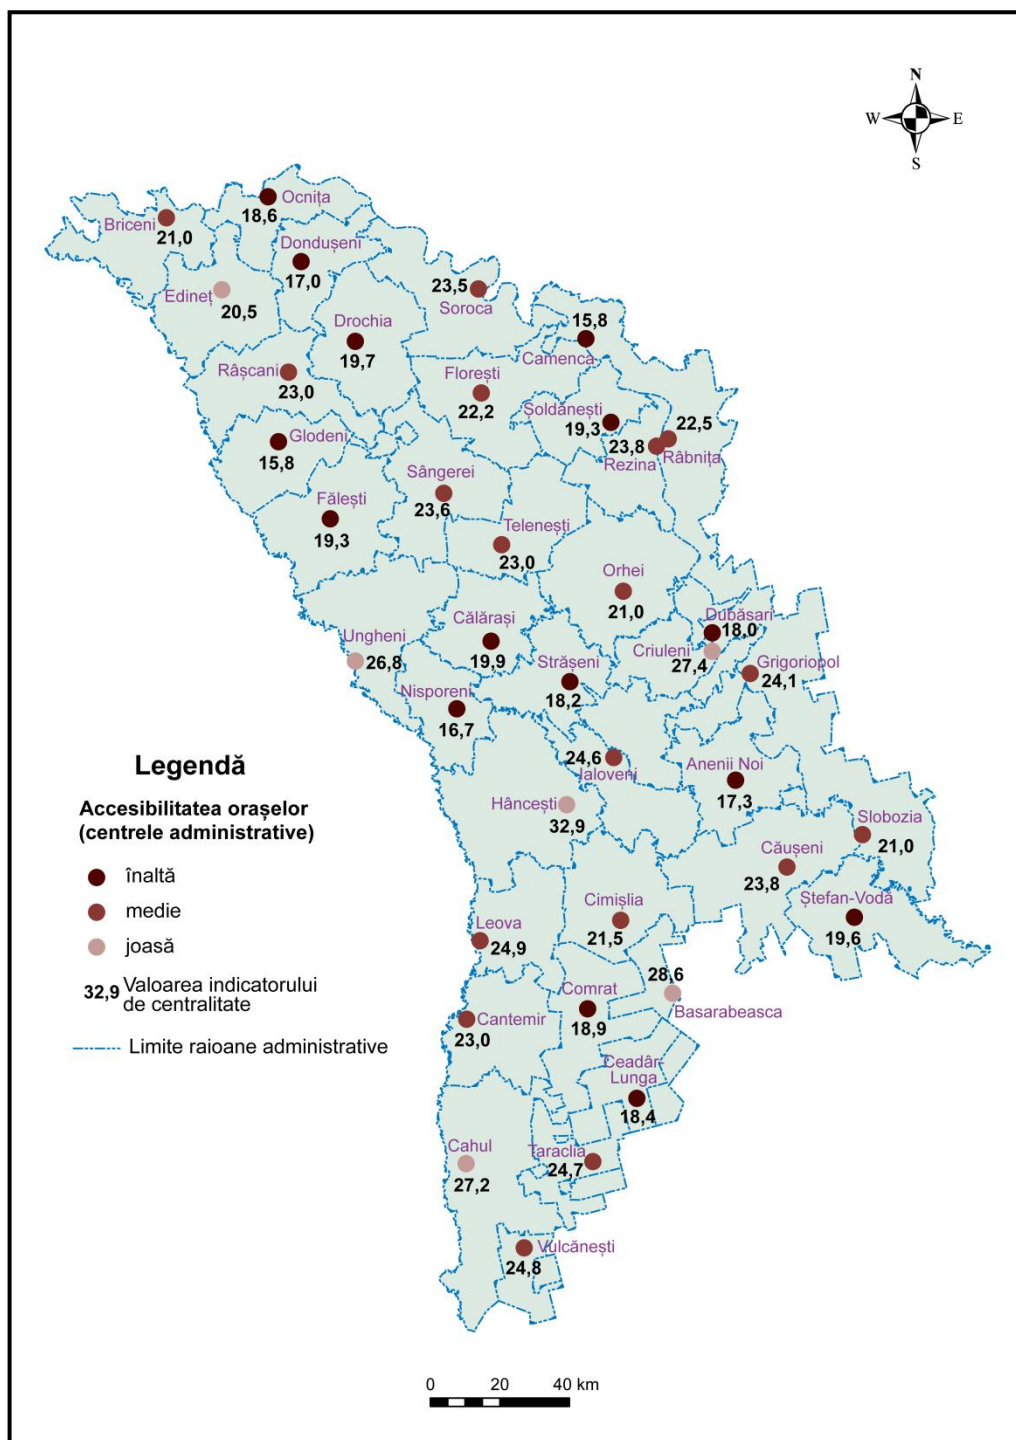 N
W E
S
Ocnița
18,6
Briceni
21,0
Dondușeni
17,0
Edineț
20,5
23,5
Soroca
Drochia
19,7
15,8
Camenca
Râșcani
23,0
Florești
22,2
Șoldănești
19,3
22,5
Râbnița
23,8
Rezina
Glodeni
15,8
Sângerei
23,6
Fălești
19,3
Telenești
23,0
Orhei
21,0
Dubăsari
18,0
Criuleni
27,4
Grigoriopol
24,1
Ungheni
26,8
Călărași
19,9
Strășeni
18,2
Nisporeni
16,7
24,6
Ialoveni
Anenii Noi
17,3
Hâncești
32,9
Slobozia
21,0
Căușeni
23,8
Ștefan-Vodă
19,6
Cimișlia
21,5
Leova
24,9
28,6
Basarabeasca
Comrat
18,9
Cantemir
23,0
Ceadâr-
Lunga
18,4
Cahul
27,2
Taraclia
24,7
Vulcănești
24,8
Legendă
Accesibilitatea orașelor
(centrele administrative)
înaltă
medie
joasă
32,9 Valoarea indicatorului
de centralitate
Limite raioane administrative
0 20 40 km